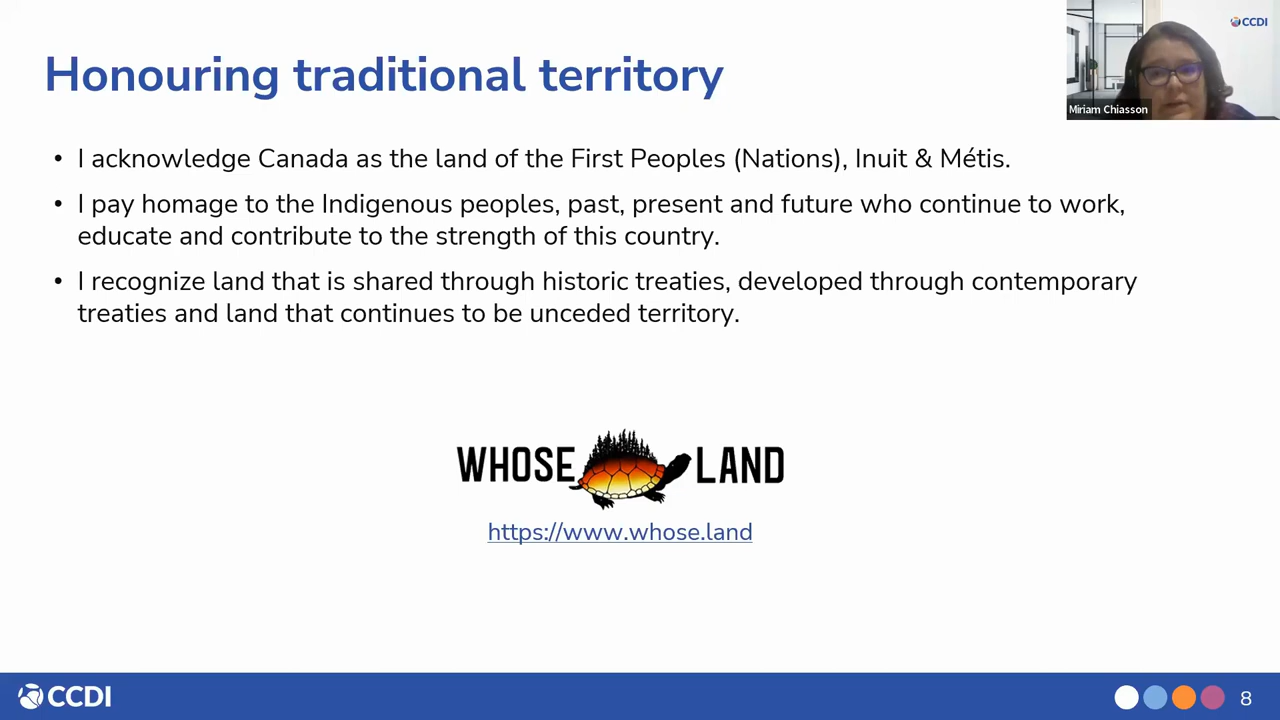 Honouring traditional territory
CCDI
Miriam Chiasson
• I acknowledge Canada as the land of the First Peoples (Nations), Inuit & Métis.
• I pay homage to the Indigenous peoples, past, present and future who continue to work,
educate and contribute to the strength of this country.
• I recognize land that is shared through historic treaties, developed through contemporary
treaties and land that continues to be unceded territory.
WHOSE LAND
https://www.whose.land
CCDI
8